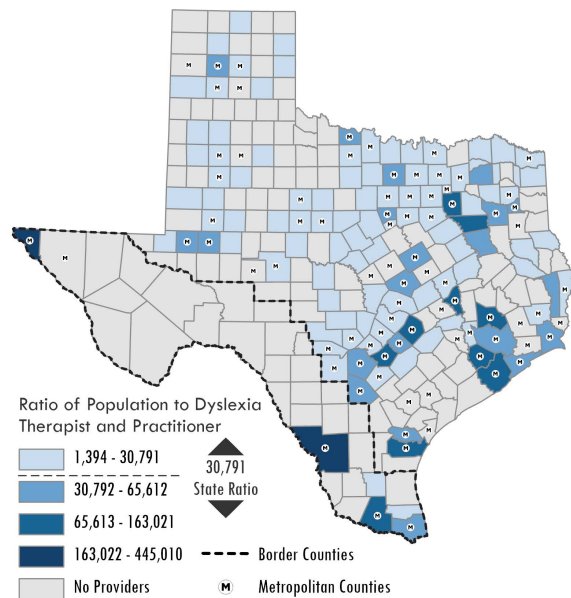 Ratio of Population to Dyslexia
Therapist and Practitioner
1,394 - 30,791
30,792 - 65,612
65,613 - 163,021
163,022 - 445,010
No Providers
30,791
State Ratio
Border Counties
M Metropolitan Counties